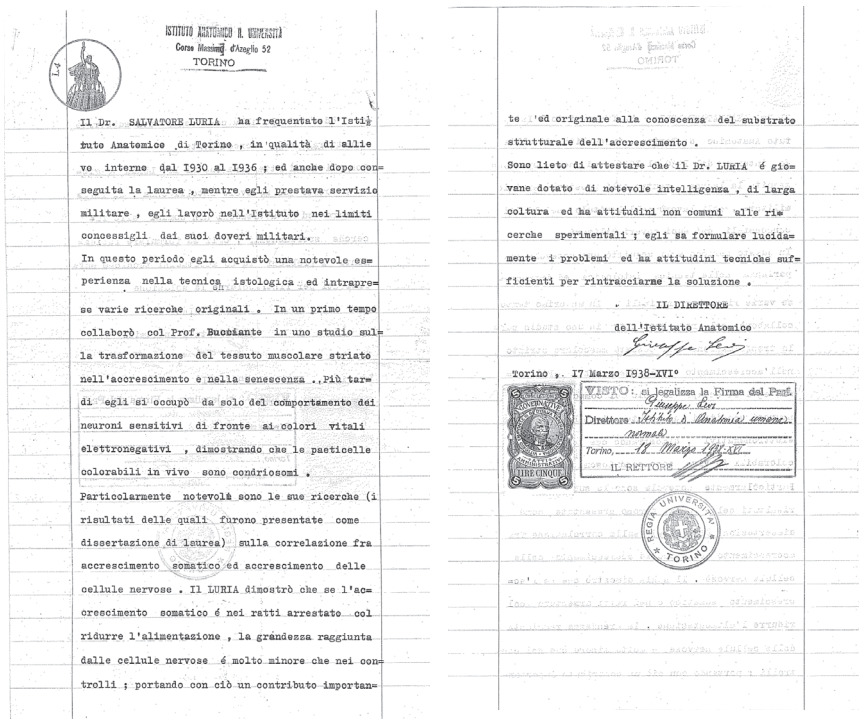 ISTITUTO ANATOMICO R. UNIVERSITÀ
Corso Massimo d'Azeglio 52
TORINO
L.4
Il Dr. SALVATORE LURIA ha frequentato l'Isti=
tuto Anatomico di Torino , in qualità di allie
vo interno dal I930 al I936 ; ed anche dopo con=
seguita la laurea , mentre egli prestava servizio
militare , egli lavorò nell'Istituto nei limiti
concessigli dai suoi doveri militari.
In questo periodo egli acquistò una notevole es=
perienza nella tecnica istologica ed intrapre=
se varie ricerche originali . In un primo tempo
collaborò col Prof. Bucciante in uno studio sul=
la trasformazione del tessuto muscolare striato
nell'accrescimento e nella senescenza . Più tar=
di egli si occupò da solo del comportamento dei
neuroni sensitivi di fronte ai colori vitali
elettronegativi , dimostrando che le pasticelle
colorabili in vivo sono condriosomi .
Particolarmente notevoli sono le sue ricerche (i
risultati delle quali furono presentate come
dissertazione di laurea) sulla correlazione fra
accrescimento somatico ed accrescimento delle
cellule nervose . Il LURIA dimostrò che se l'ac=
crescimento somatico é nei ratti arrestato col
ridurre l'alimentazione , la grandezza raggiunta
dalle cellule nervose é molto minore che nei con=
trolli ; portando con ciò un contributo importan=
te ed originale alla conoscenza del substrato
strutturale dell'accrescimento .
Sono lieto di attestare che il Dr. LURIA é gio=
vane dotato di notevole intelligenza , di larga
coltura ed ha attitudini non comuni alle ri=
cerche sperimentali ; egli sa formulare lucida=
mente i problemi ed ha attitudini tecniche suf=
ficienti per rintracciarne la soluzione .
IL DIRETTORE
dell'Istituto Anatomico
Giuseppe Levi
Torino , I7 Marzo I938-XVI°
VISTO: si legalizza la Firma del Prof.
Giuseppe Levi
Direttore Istituto di Anatomia umana
normale
Torino, 18 Marzo 1938-XVI
IL RETTORE
LIRE CINQUE
REGIA UNIVERSITA'
TORINO